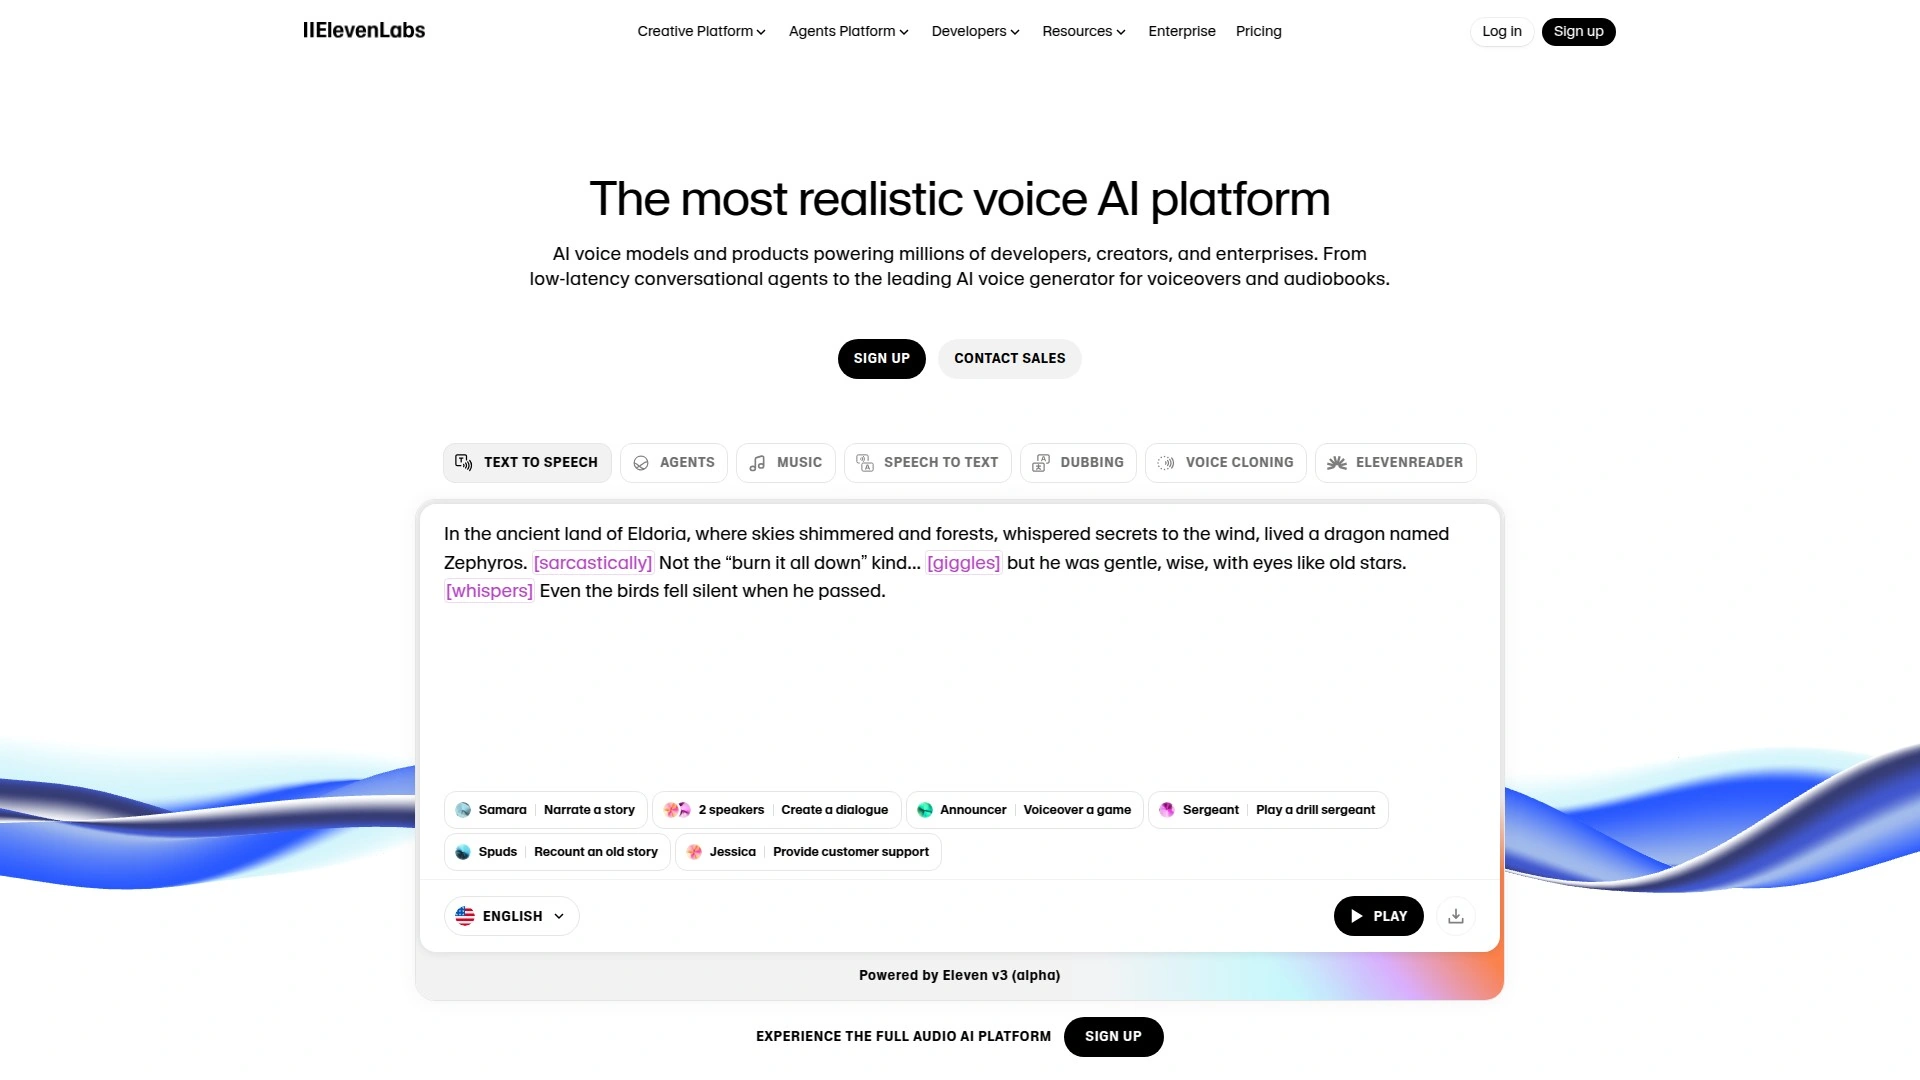 IIElevenLabs
Creative Platform
Agents Platform
Developers
Resources
Enterprise
Pricing
Log in
Sign up
The most realistic voice AI platform
AI voice models and products powering millions of developers, creators, and enterprises. From
low-latency conversational agents to the leading AI voice generator for voiceovers and audiobooks.
SIGN UP
CONTACT SALES
TEXT TO SPEECH
AGENTS
MUSIC
SPEECH TO TEXT
DUBBING
VOICE CLONING
ELEVENREADER
In the ancient land of Eldoria, where skies shimmered and forests, whispered secrets to the wind, lived a dragon named
Zephyros. [sarcastically] Not the “burn it all down” kind... [giggles] but he was gentle, wise, with eyes like old stars.
[whispers] Even the birds fell silent when he passed.
Samara Narrate a story
2 speakers Create a dialogue
Announcer Voiceover a game
Sergeant Play a drill sergeant
Spuds Recount an old story
Jessica Provide customer support
ENGLISH
PLAY
Powered by Eleven v3 (alpha)
EXPERIENCE THE FULL AUDIO AI PLATFORM
SIGN UP